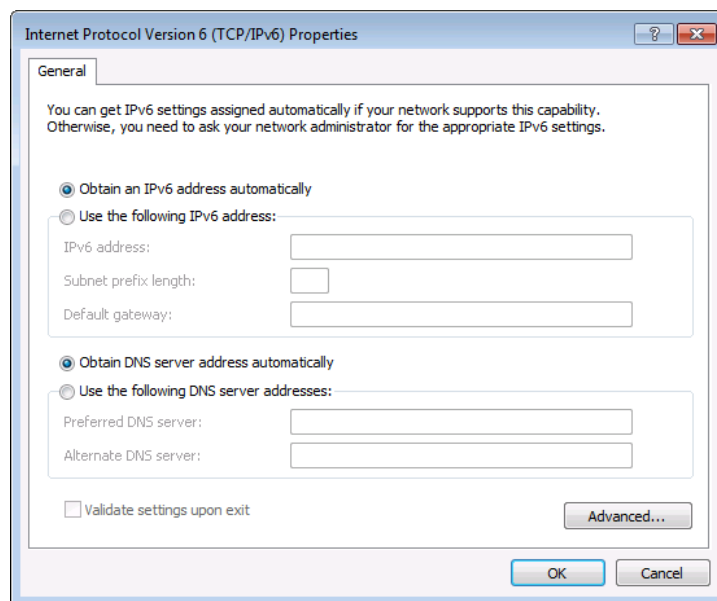 Internet Protocol Version 6 (TCP/IPv6) Properties
?
General
You can get IPv6 settings assigned automatically if your network supports this capability.
Otherwise, you need to ask your network administrator for the appropriate IPv6 settings.
Obtain an IPv6 address automatically
Use the following IPv6 address:
IPv6 address:
Subnet prefix length:
Default gateway:
Obtain DNS server address automatically
Use the following DNS server addresses:
Preferred DNS server:
Alternate DNS server:
Validate settings upon exit
Advanced...
OK Cancel